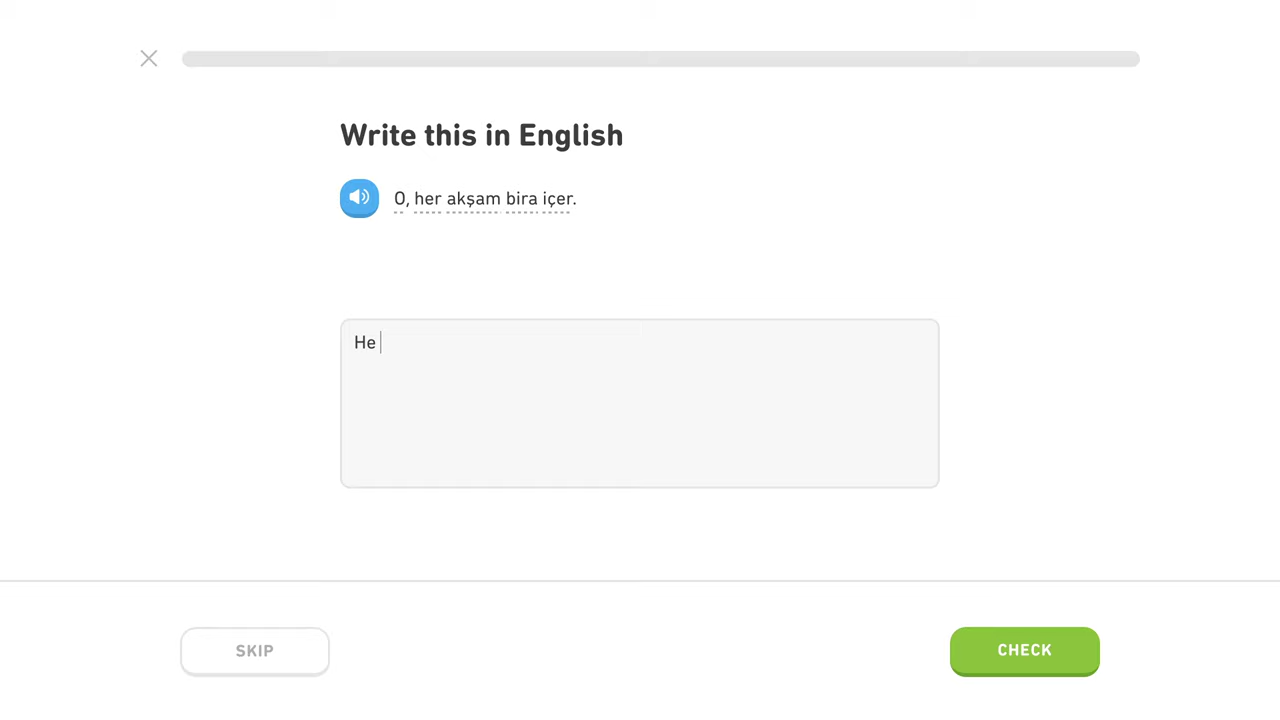 Write this in English
O, her akşam bira içer.
He
SKIP
CHECK